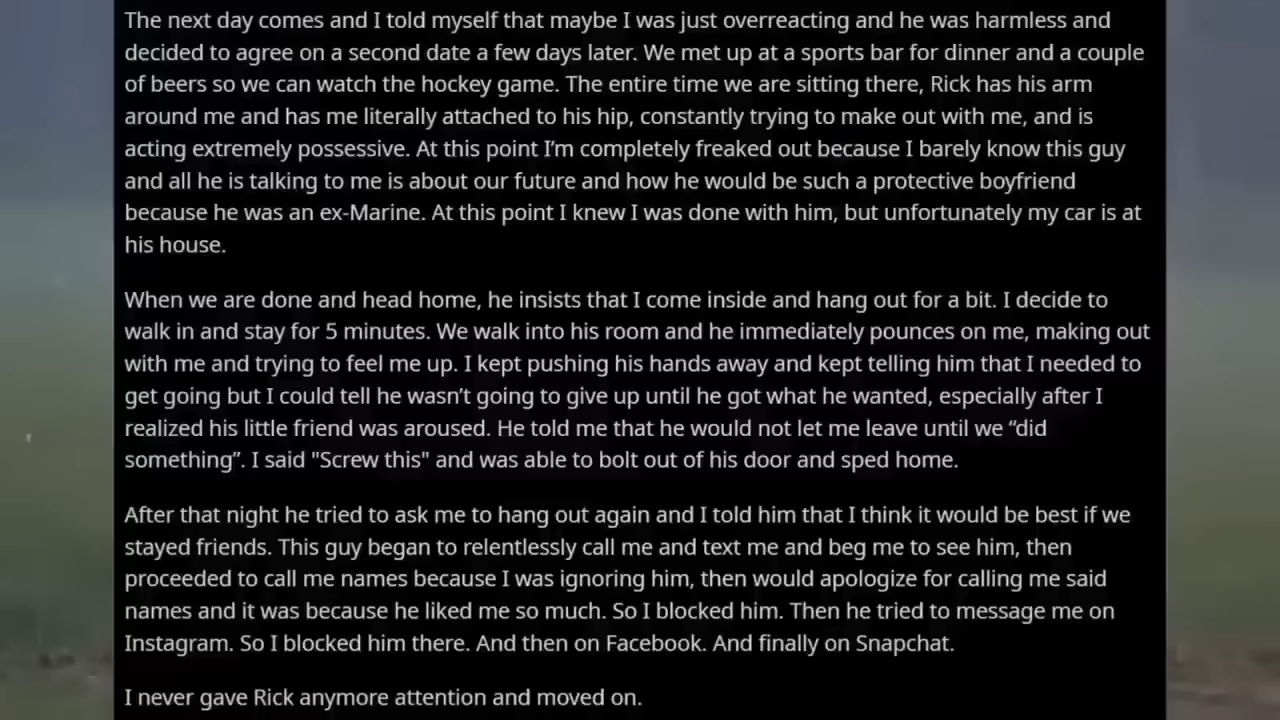 The next day comes and I told myself that maybe I was just overreacting and he was harmless and
decided to agree on a second date a few days later. We met up at a sports bar for dinner and a couple
of beers so we can watch the hockey game. The entire time we are sitting there, Rick has his arm
around me and has me literally attached to his hip, constantly trying to make out with me, and is
acting extremely possessive. At this point I’m completely freaked out because I barely know this guy
and all he is talking to me is about our future and how he would be such a protective boyfriend
because he was an ex-Marine. At this point I knew I was done with him, but unfortunately my car is at
his house.
When we are done and head home, he insists that I come inside and hang out for a bit. I decide to
walk in and stay for 5 minutes. We walk into his room and he immediately pounces on me, making out
with me and trying to feel me up. I kept pushing his hands away and kept telling him that I needed to
get going but I could tell he wasn’t going to give up until he got what he wanted, especially after I
realized his little friend was aroused. He told me that he would not let me leave until we “did
something”. I said "Screw this" and was able to bolt out of his door and sped home.
After that night he tried to ask me to hang out again and I told him that I think it would be best if we
stayed friends. This guy began to relentlessly call me and text me and beg me to see him, then
proceeded to call me names because I was ignoring him, then would apologize for calling me said
names and it was because he liked me so much. So I blocked him. Then he tried to message me on
Instagram. So I blocked him there. And then on Facebook. And finally on Snapchat.
I never gave Rick anymore attention and moved on.